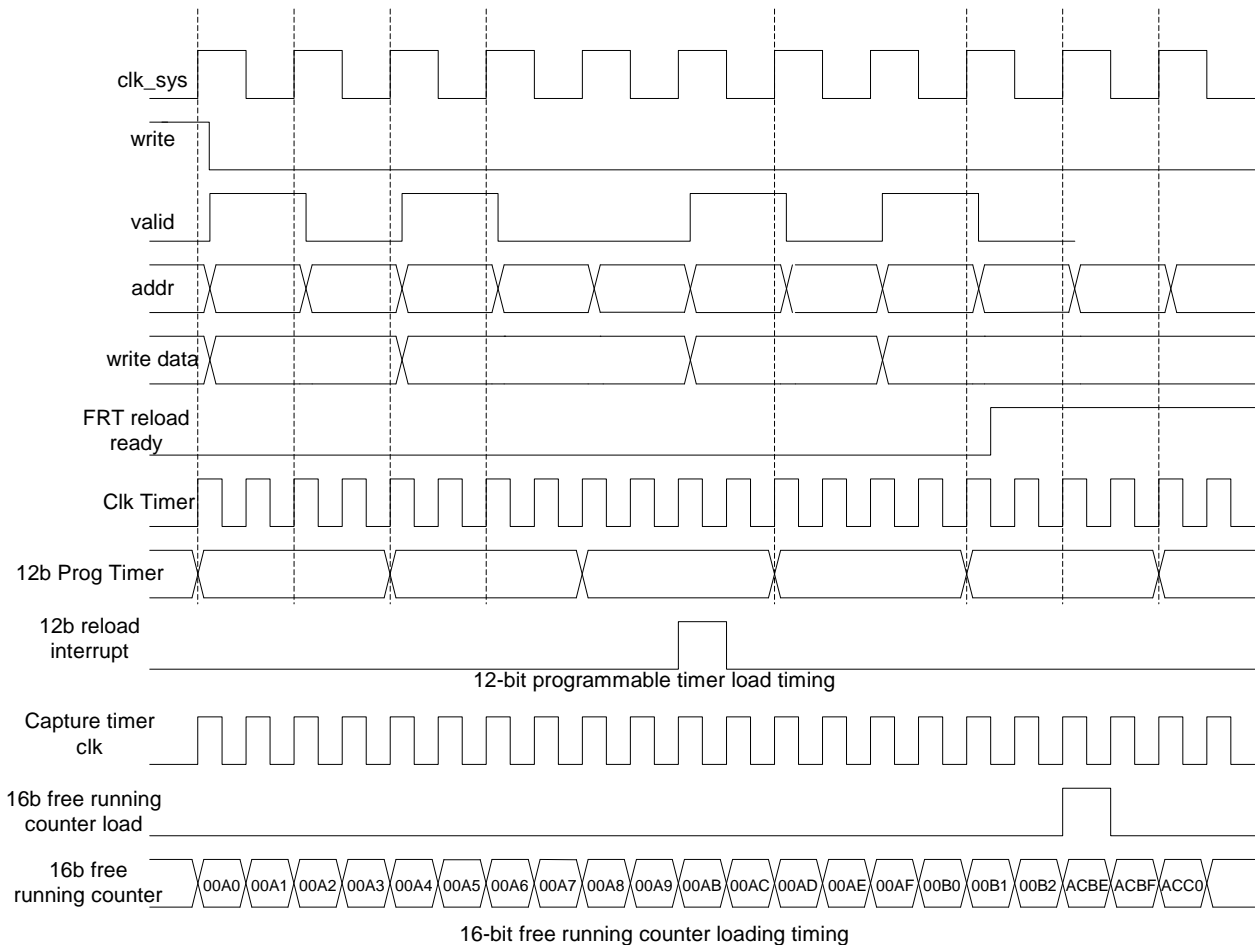 clk_sys
write
valid
addr
write data
FRT reload
ready
Clk Timer
12b Prog Timer
12b reload
interrupt
12-bit programmable timer load timing
Capture timer
clk
16b free running
counter load
16b free
running counter
00A0 00A1 00A2 00A3 00A4 00A5 00A6 00A7 00A8 00A9 00AB 00AC 00AD 00AE 00AF 00B0 00B1 00B2 ACBE ACBF ACC0
16-bit free running counter loading timing